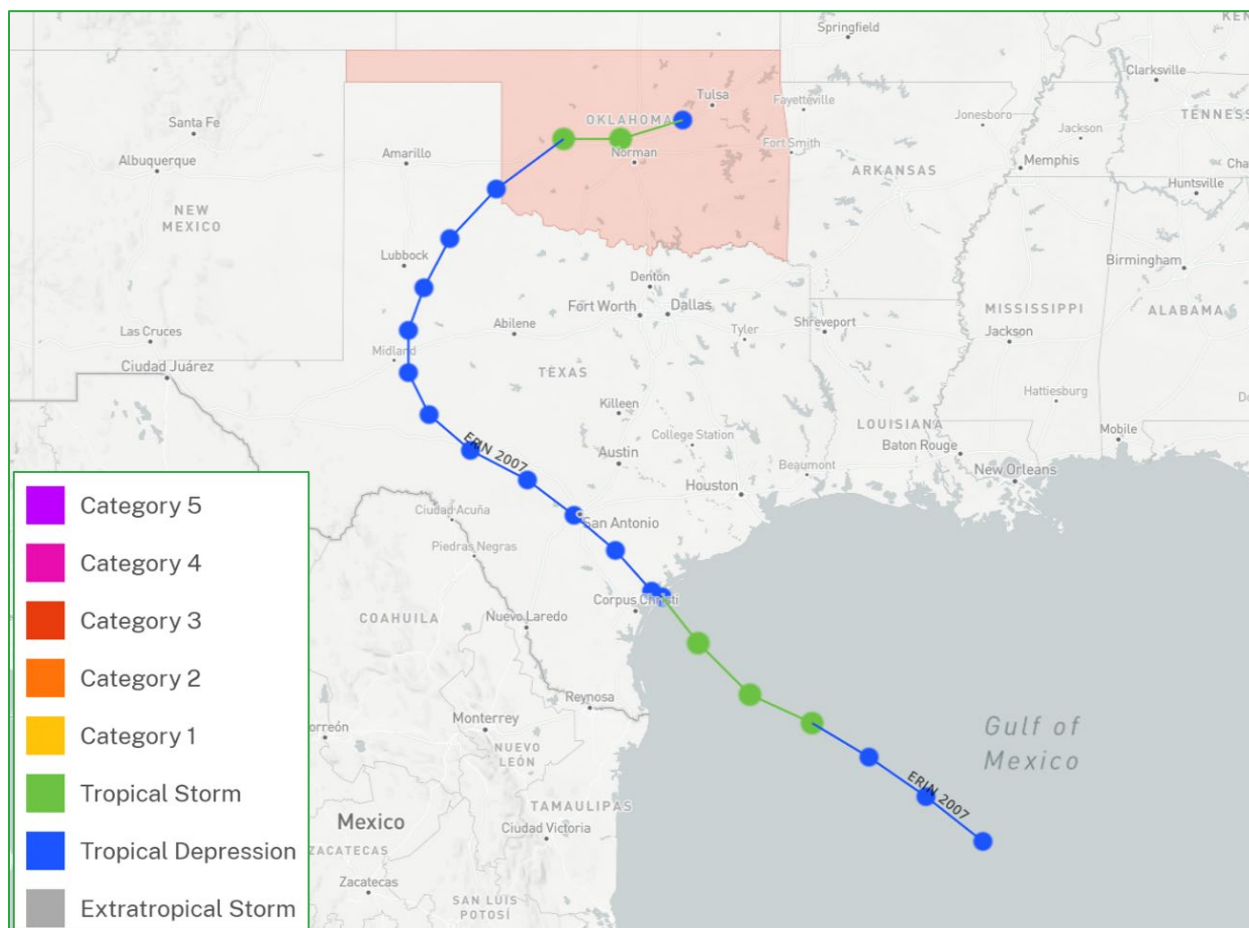 KEN
Springfield
Clarksville
Santa Fe
Tulsa
Fayetteville
OKLAHOMA
Jonesboro
TENNESS
Jackson
Albuquerque
Amarillo
Norman
Fort Smith
Memphis
Cha
ARKANSAS
Huntsville
NEW
MEXICO
Lubbock
Denton
Birmingham
Fort Worth
Dallas
MISSISSIPPI
ALABAMA
Las Cruces
Abilene
Tyler
Shreveport
Jackson
Midland
Ciudad Juárez
TEXAS
Hattiesburg
Do
Killeen
LOUISIANA
Mobile
College Station
Baton Rouge
ERIN 2007
Austin
Beaumont
New Orleans
Houston
Category 5
Ciudad Acuña
San Antonio
Piedras Negras
Category 4
Corpus Christi
COAHUILA
Nuevo Laredo
Category 3
Category 2
Reynosa
Gulf of
Mexico
Monterrey
orreón
Category 1
NUEVO
LEÓN
ERIN 2007
Tropical Storm
TAMAULIPAS
Mexico
Ciudad Victoria
Tropical Depression
ZACATECAS
Zacatecas
SAN LUIS
POTOSÍ
Extratropical Storm